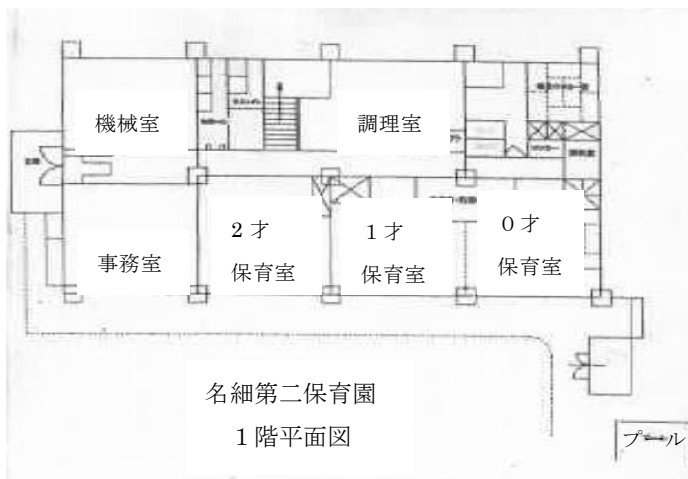 機械室
調理室
2才
保育室
1才
保育室
0才
保育室
事務室
名細第二保育園
1階平面図
プール